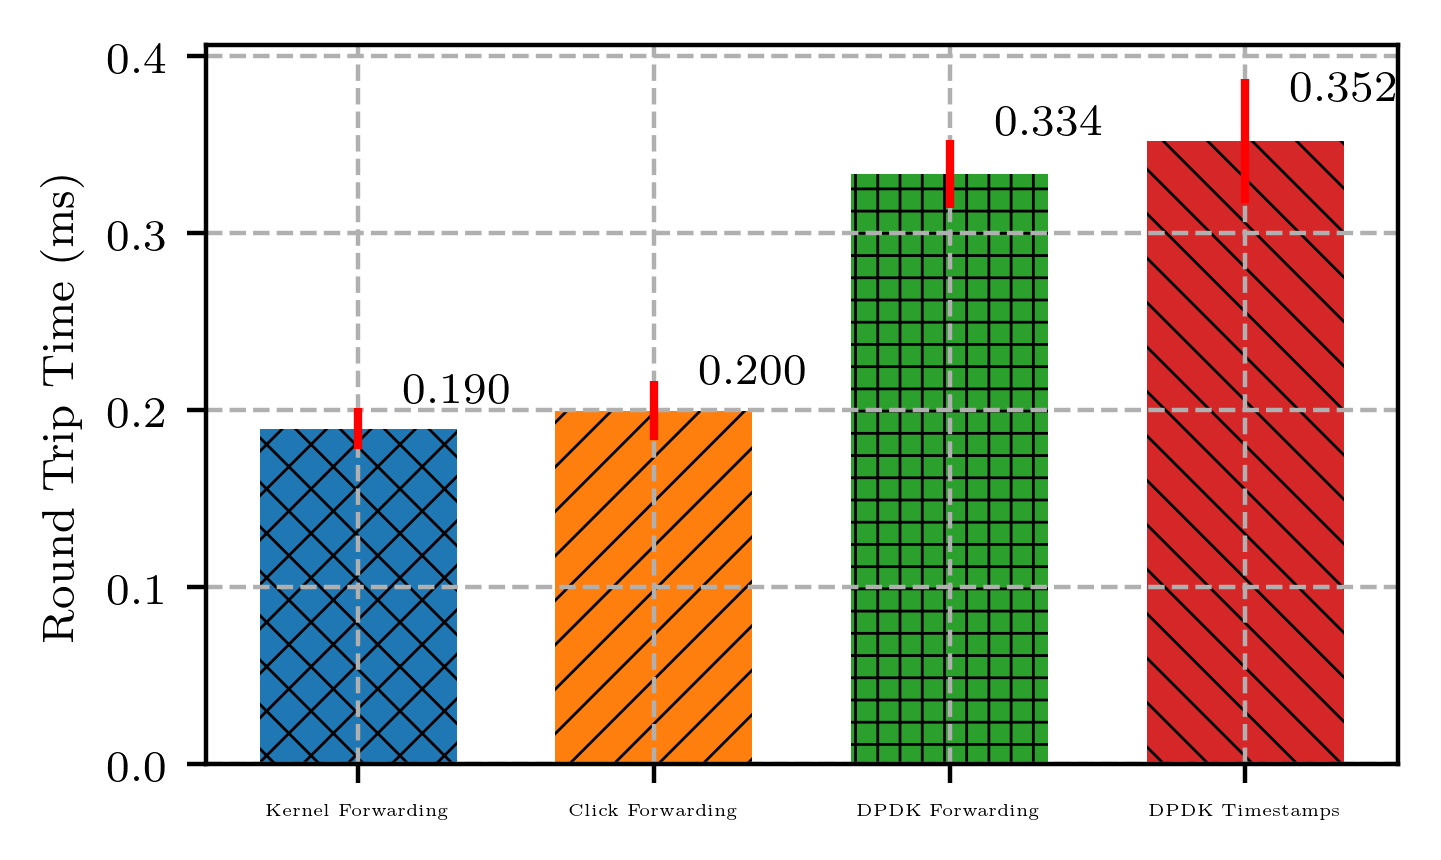 Round Trip Time (ms)
0.4
0.3
0.2
0.1
0.0
0.190
0.200
0.334
0.352
Kernel Forwarding
Click Forwarding
DPDK Forwarding
DPDK Timestamps